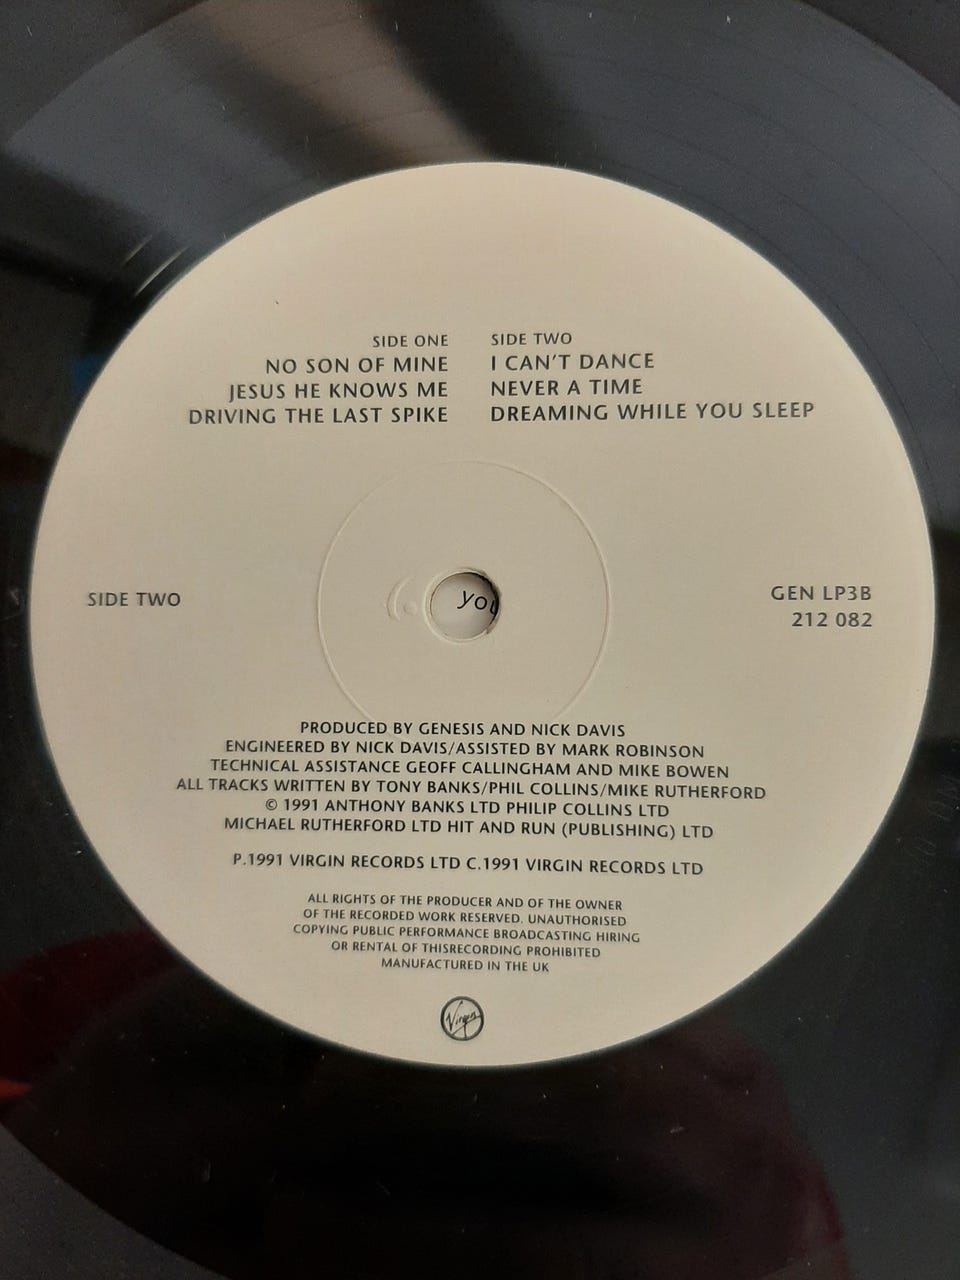 SIDE ONE
NO SON OF MINE
JESUS HE KNOWS ME
DRIVING THE LAST SPIKE
SIDE TWO
I CAN'T DANCE
NEVER A TIME
DREAMING WHILE YOU SLEEP
SIDE TWO
you
GEN LP3B
212 082
PRODUCED BY GENESIS AND NICK DAVIS
ENGINEERED BY NICK DAVIS/ASSISTED BY MARK ROBINSON
TECHNICAL ASSISTANCE GEOFF CALLINGHAM AND MIKE BOWEN
ALL TRACKS WRITTEN BY TONY BANKS/PHIL COLLINS/MIKE RUTHERFORD
© 1991 ANTHONY BANKS LTD PHILIP COLLINS LTD
MICHAEL RUTHERFORD LTD HIT AND RUN (PUBLISHING) LTD
P.1991 VIRGIN RECORDS LTD C.1991 VIRGIN RECORDS LTD
ALL RIGHTS OF THE PRODUCER AND OF THE OWNER
OF THE RECORDED WORK RESERVED. UNAUTHORISED
COPYING PUBLIC PERFORMANCE BROADCASTING HIRING
OR RENTAL OF THISRECORDING PROHIBITED
MANUFACTURED IN THE UK
Virgin